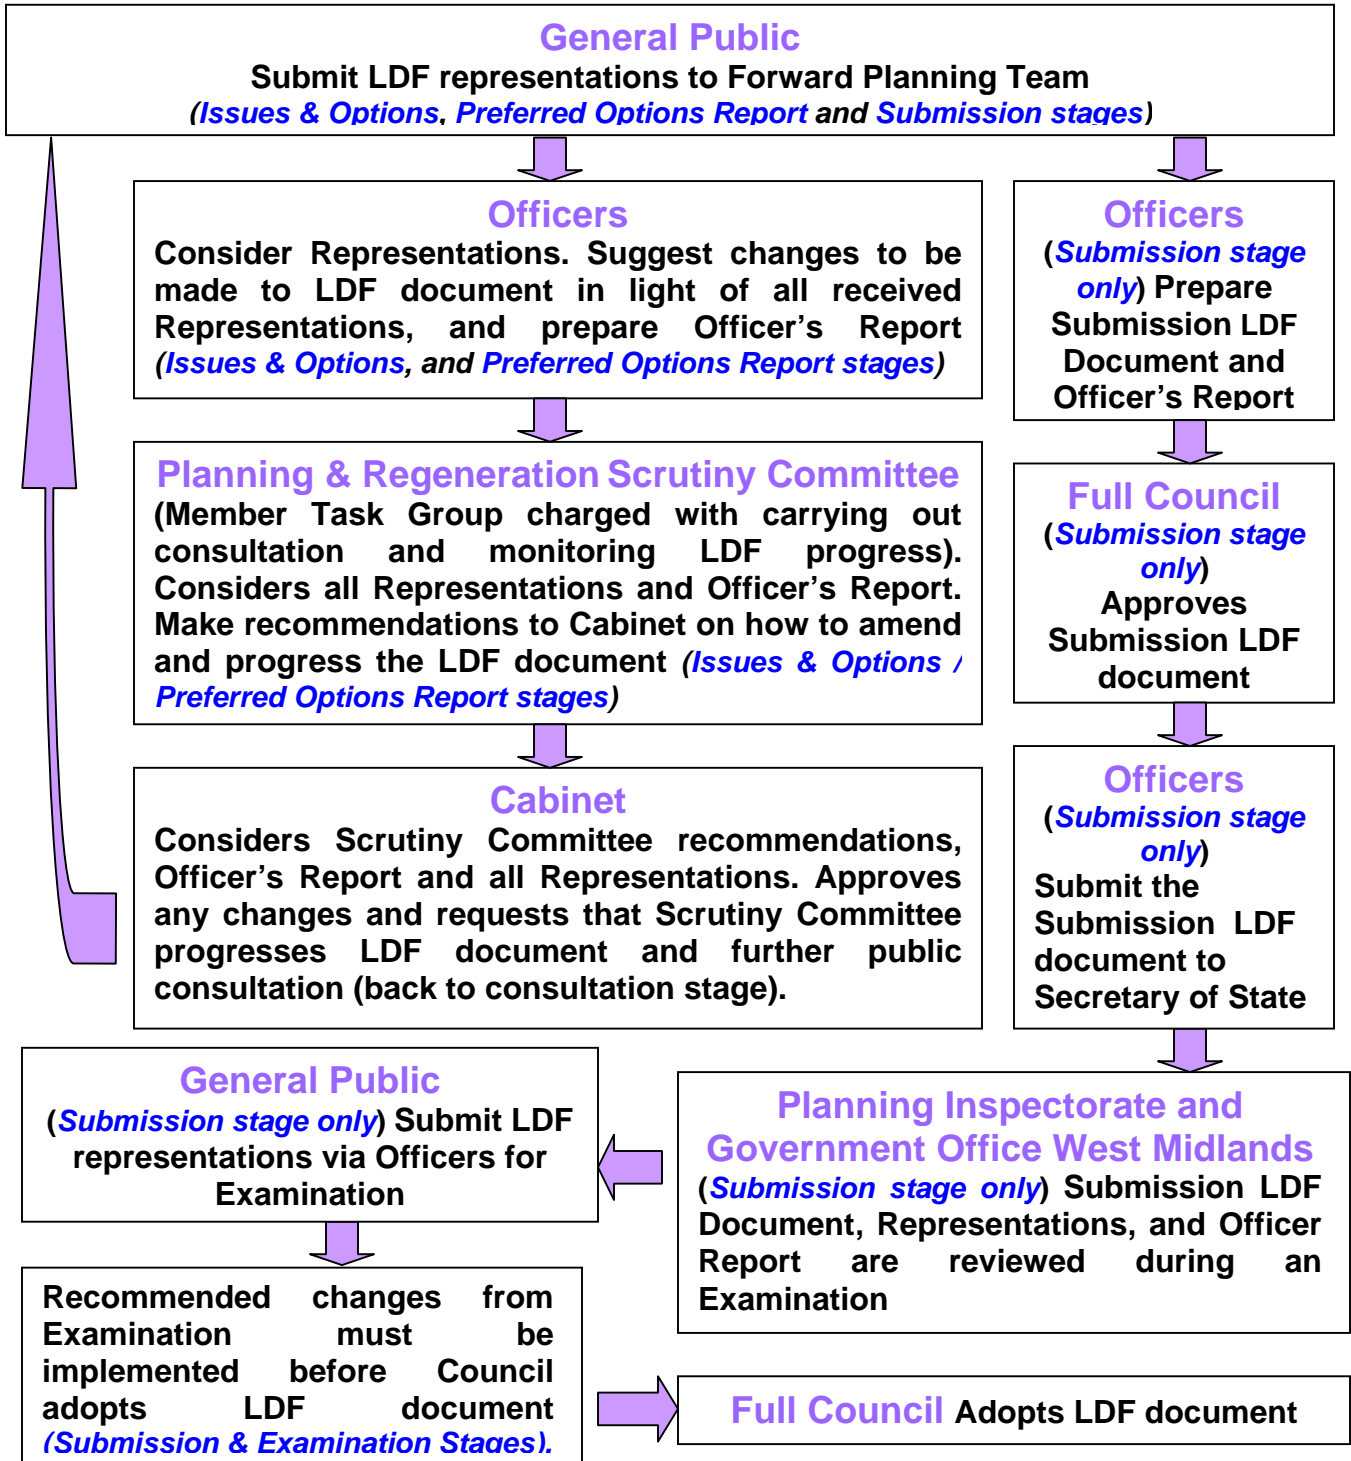 General Public
Submit LDF representations to Forward Planning Team
(Issues & Options, Preferred Options Report and Submission stages)
Officers
Consider Representations. Suggest changes to be
made to LDF document in light of all received
Representations, and prepare Officer’s Report
(Issues & Options, and Preferred Options Report stages)
Planning & Regeneration Scrutiny Committee
(Member Task Group charged with carrying out
consultation and monitoring LDF progress).
Considers all Representations and Officer’s Report.
Make recommendations to Cabinet on how to amend
and progress the LDF document (Issues & Options /
Preferred Options Report stages)
Cabinet
Considers Scrutiny Committee recommendations,
Officer’s Report and all Representations. Approves
any changes and requests that Scrutiny Committee
progresses LDF document and further public
consultation (back to consultation stage).
Officers
(Submission stage
only) Prepare
Submission LDF
Document and
Officer’s Report
Full Council
(Submission stage
only)
Approves
Submission LDF
document
Officers
(Submission stage
only)
Submit the
Submission LDF
document to
Secretary of State
Planning Inspectorate and
Government Office West Midlands
(Submission stage only) Submission LDF
Document, Representations, and Officer
Report are reviewed during an
Examination
General Public
(Submission stage only) Submit LDF
representations via Officers for
Examination
Recommended changes from
Examination must be
implemented before Council
adopts LDF document
(Submission & Examination Stages).
Full Council Adopts LDF document